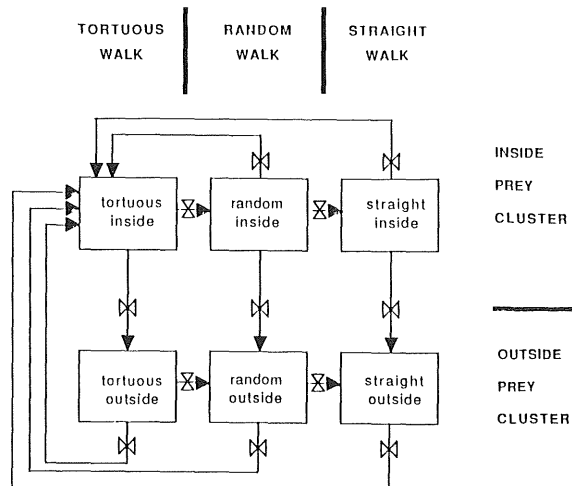 TORTUOUS
WALK
RANDOM
WALK
STRAIGHT
WALK
tortuous
inside
random
inside
straight
inside
INSIDE
PREY
CLUSTER
tortuous
outside
random
outside
straight
outside
OUTSIDE
PREY
CLUSTER